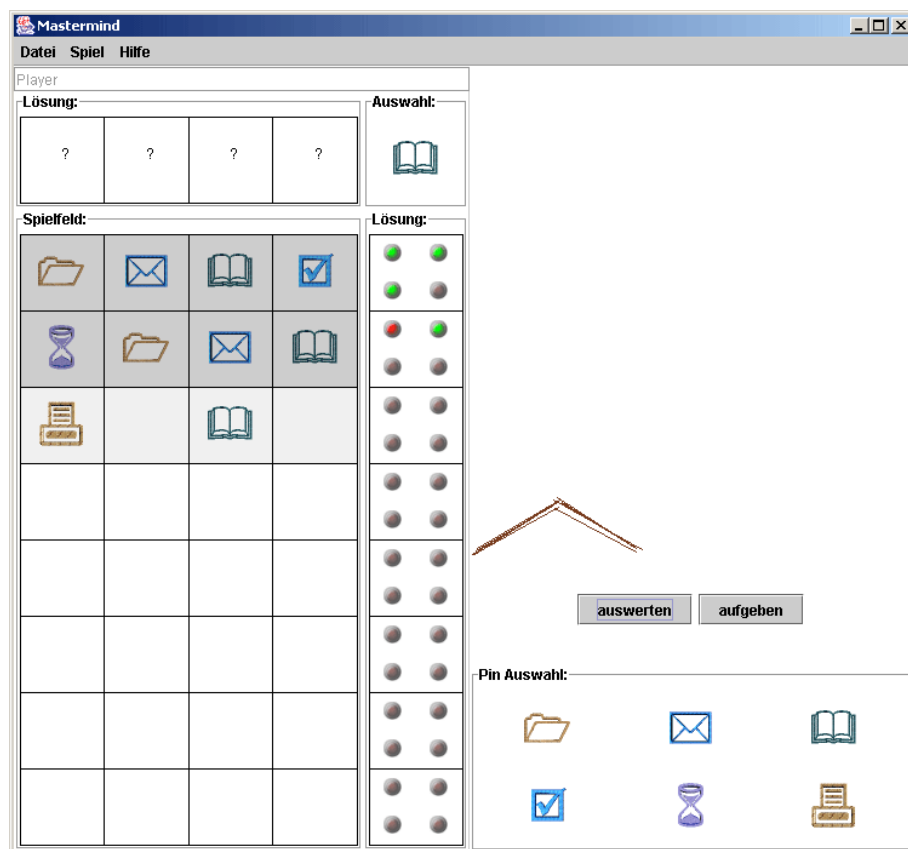 Mastermind
Datei Spiel Hilfe
Player
Lösung:
Auswahl:
? ? ? ?
Spielfeld:
Lösung:
auswerten aufgeben
Pin Auswahl: